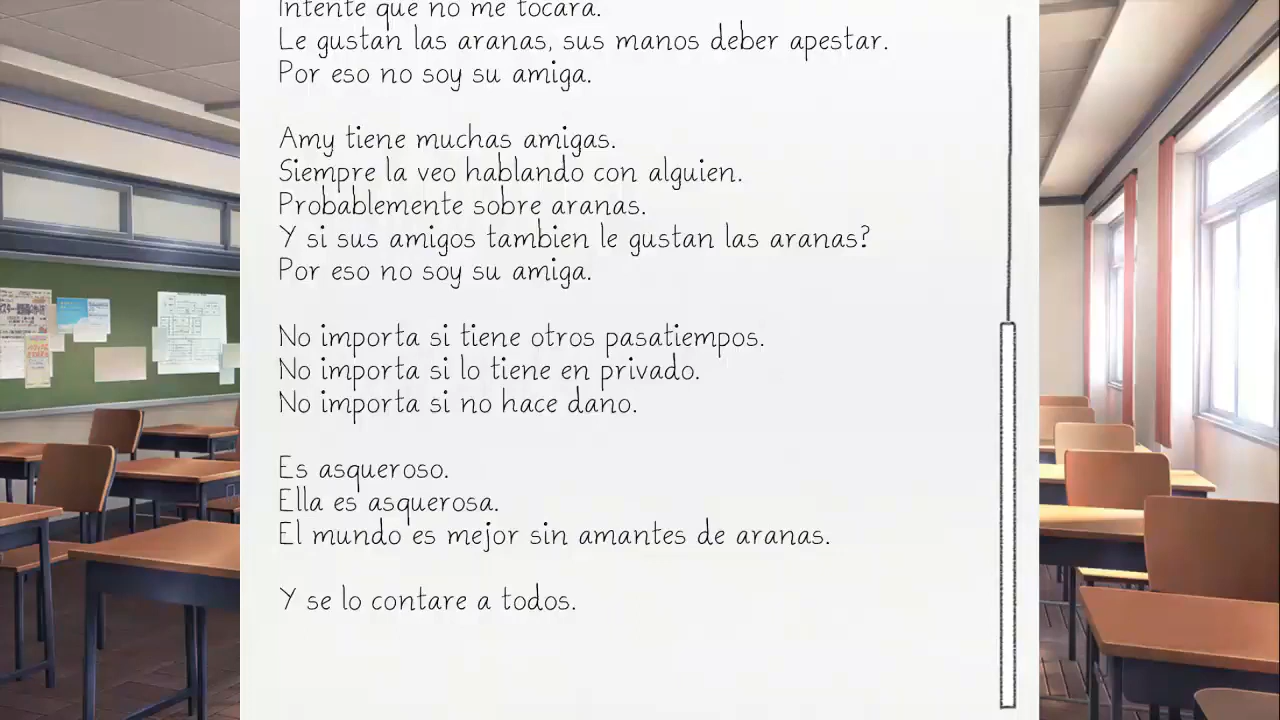 Intente que no me tocara.
Le gustan las aranas, sus manos deber apestar.
Por eso no soy su amiga.
Amy tiene muchas amigas.
Siempre la veo hablando con alguien.
Probablemente sobre aranas.
Y si sus amigos tambien le gustan las aranas?
Por eso no soy su amiga.
No importa si tiene otros pasatiempos.
No importa si lo tiene en privado.
No importa si no hace dano.
Es asqueroso.
Ella es asquerosa.
El mundo es mejor sin amantes de aranas.
Y se lo contare a todos.